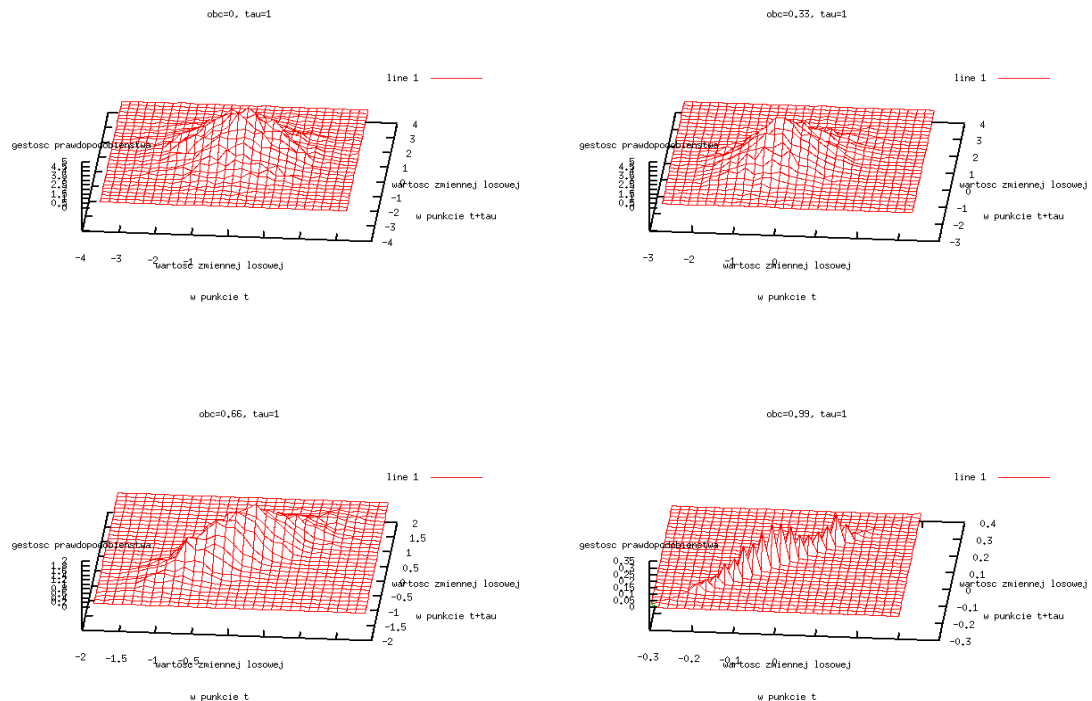 obc=0, tau=1
line 1
gestosc prawdopodobienstwa
4
3
2
1
0
-1
-2
-3
-4
wartosc zmiennej losowej
w punkcie t+tau
-4 -3 -2 -1
wartosc zmiennej losowej
w punkcie t
obc=0.33, tau=1
line 1
gestosc prawdopodobienstwa
4
3
2
1
0
-1
-2
-3
wartosc zmiennej losowej
w punkcie t+tau
-3 -2 -1 0
wartosc zmiennej losowej
w punkcie t
obc=0.66, tau=1
line 1
gestosc prawdopodobienstwa
2
1.5
1
0.5
0
-0.5
-1
-1.5
-2
wartosc zmiennej losowej
w punkcie t+tau
-2 -1.5 -1 -0.5
wartosc zmiennej losowej
w punkcie t
obc=0.99, tau=1
line 1
gestosc prawdopodobienstwa
0.35
0.3
0.25
0.2
0.15
0.1
0.05
0
0.4
0.3
0.2
0.1
0
-0.1
-0.2
-0.3
wartosc zmiennej losowej
w punkcie t+tau
-0.3 -0.2 -0.1 0
wartosc zmiennej losowej
w punkcie t